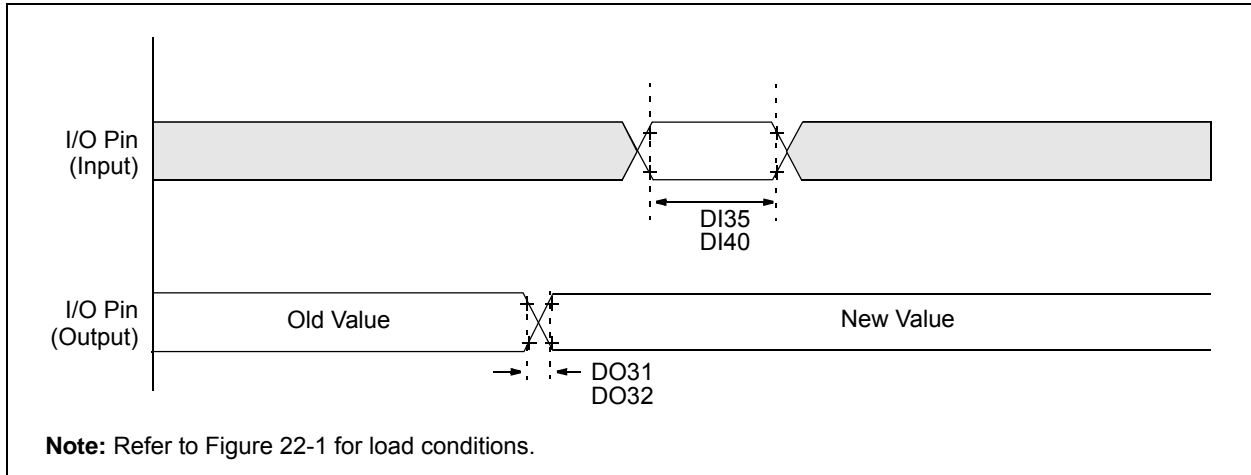 I/O Pin
(Input)
DI35
DI40
I/O Pin
(Output)
Old Value
New Value
DO31
DO32
Note: Refer to Figure 22-1 for load conditions.